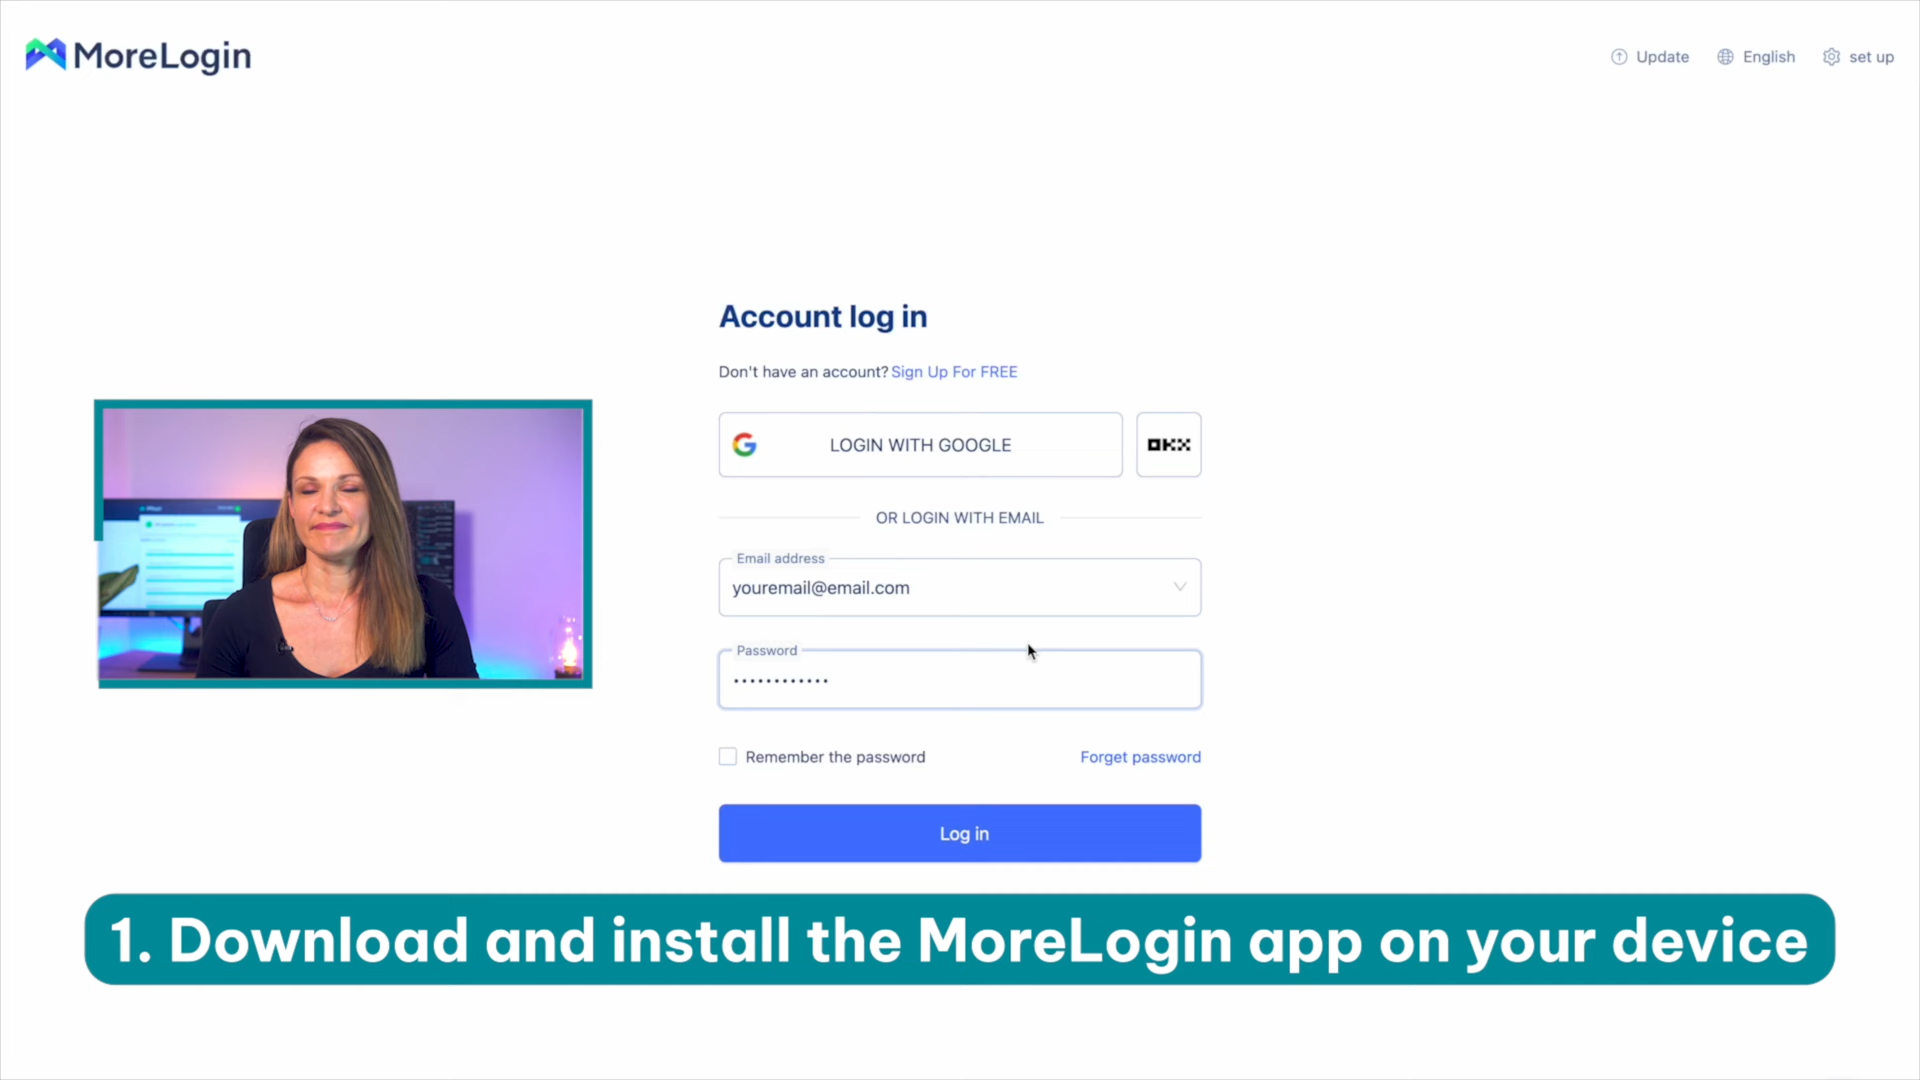 MoreLogin
Update
English
set up
Account log in
Don't have an account? Sign Up For FREE
LOGIN WITH GOOGLE
OKX
OR LOGIN WITH EMAIL
Email address
youremail@email.com
Password
Remember the password
Forget password
Log in
1. Download and install the MoreLogin app on your device